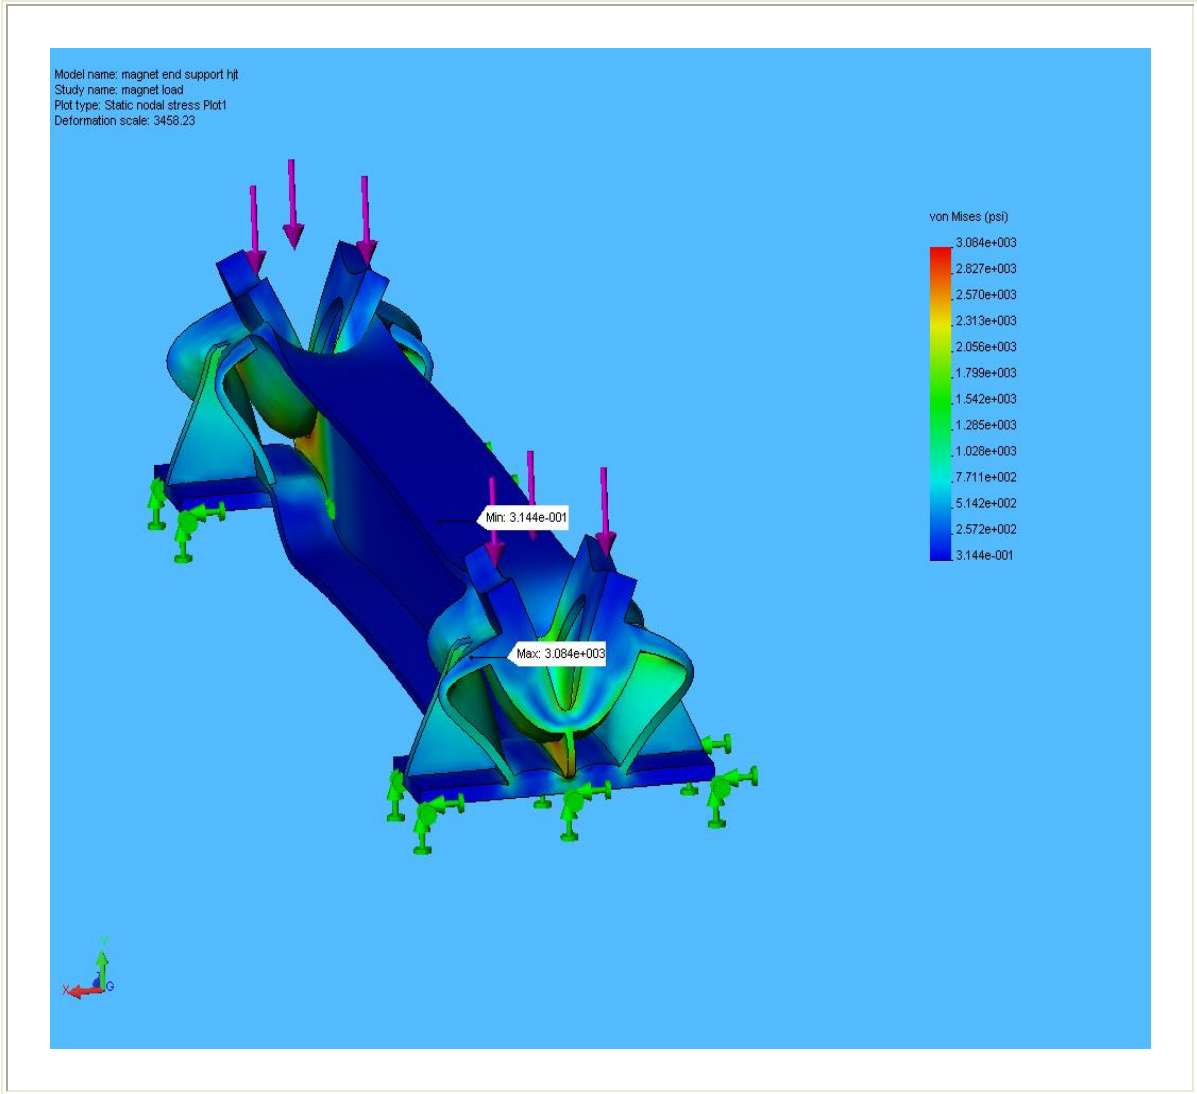 Model name: magnet end support hjt
Study name: magnet load
Plot type: Static nodal stress Plot1
Deformation scale: 3458.23
von Mises (psi)
3.084e+003
2.827e+003
2.570e+003
2.313e+003
2.056e+003
1.799e+003
1.542e+003
1.285e+003
1.028e+003
7.711e+002
5.142e+002
2.572e+002
3.144e-001
Min: 3.144e-001
Max: 3.084e+003
Y
X
G